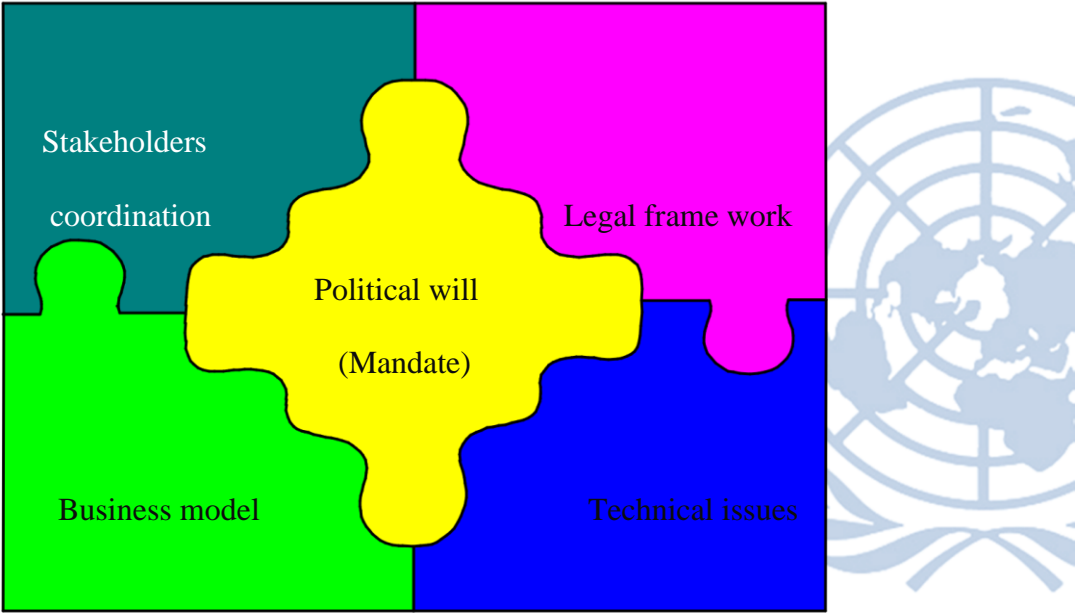 Stakeholders
coordination
Legal frame work
Political will
(Mandate)
Business model
Technical issues